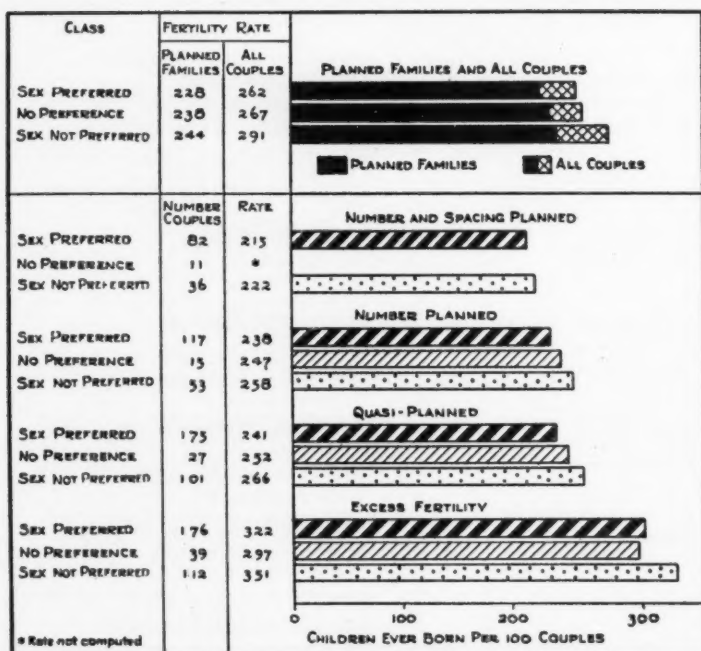 CLASS FERTILITY RATE
PLANNED FAMILIES ALL COUPLES
PLANNED FAMILIES AND ALL COUPLES
SEX PREFERRED 228 262
NO PREFERENCE 238 267
SEX NOT PREFERRED 244 291
PLANNED FAMILIES ALL COUPLES
NUMBER COUPLES RATE
NUMBER AND SPACING PLANNED
SEX PREFERRED 82 215
NO PREFERENCE 11 *
SEX NOT PREFERRED 36 222
NUMBER PLANNED
SEX PREFERRED 117 238
NO PREFERENCE 15 247
SEX NOT PREFERRED 53 258
QUASI-PLANNED
SEX PREFERRED 175 241
NO PREFERENCE 27 252
SEX NOT PREFERRED 101 266
EXCESS FERTILITY
SEX PREFERRED 176 322
NO PREFERENCE 39 297
SEX NOT PREFERRED 112 351
0 100 200 300
* Rate not computed
CHILDREN EVER BORN PER 100 COUPLES